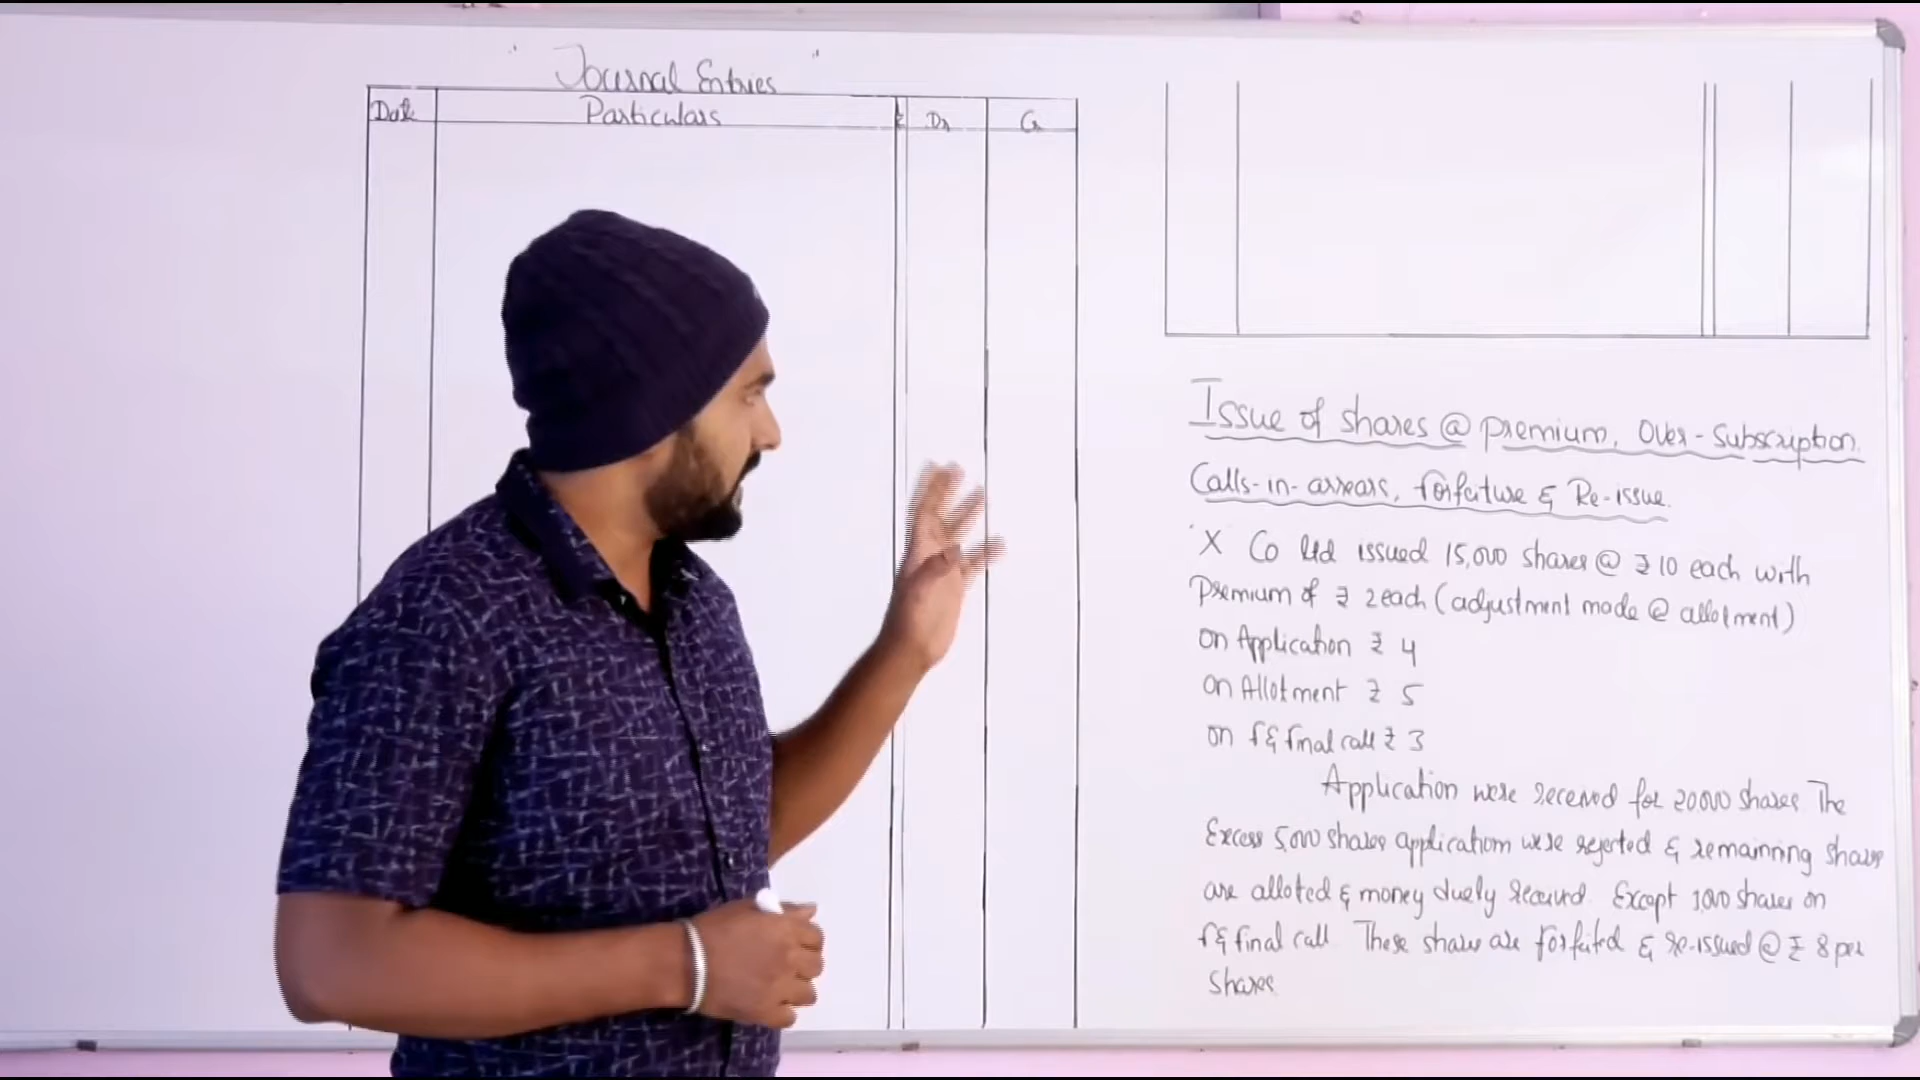 " Journal Entries "
Date Particulars Dr Cr
Issue of shares @ premium, Over-Subscription.
Calls-in-arrears, forfeiture & Re-issue.
X Co Ltd issued 15,000 shares @ ₹ 10 each with
Premium of ₹ 2 each (adjustment made @ allotment)
on Application ₹ 4
on Allotment ₹ 5
on f & final call ₹ 3
Application were received for 20000 shares The
Excess 5,000 shares applications were rejected & remaining shares
are alloted & money duely received. Except 1,000 shares on
f & final call These share are forfeited & re-issued @ ₹ 8 per
shares.